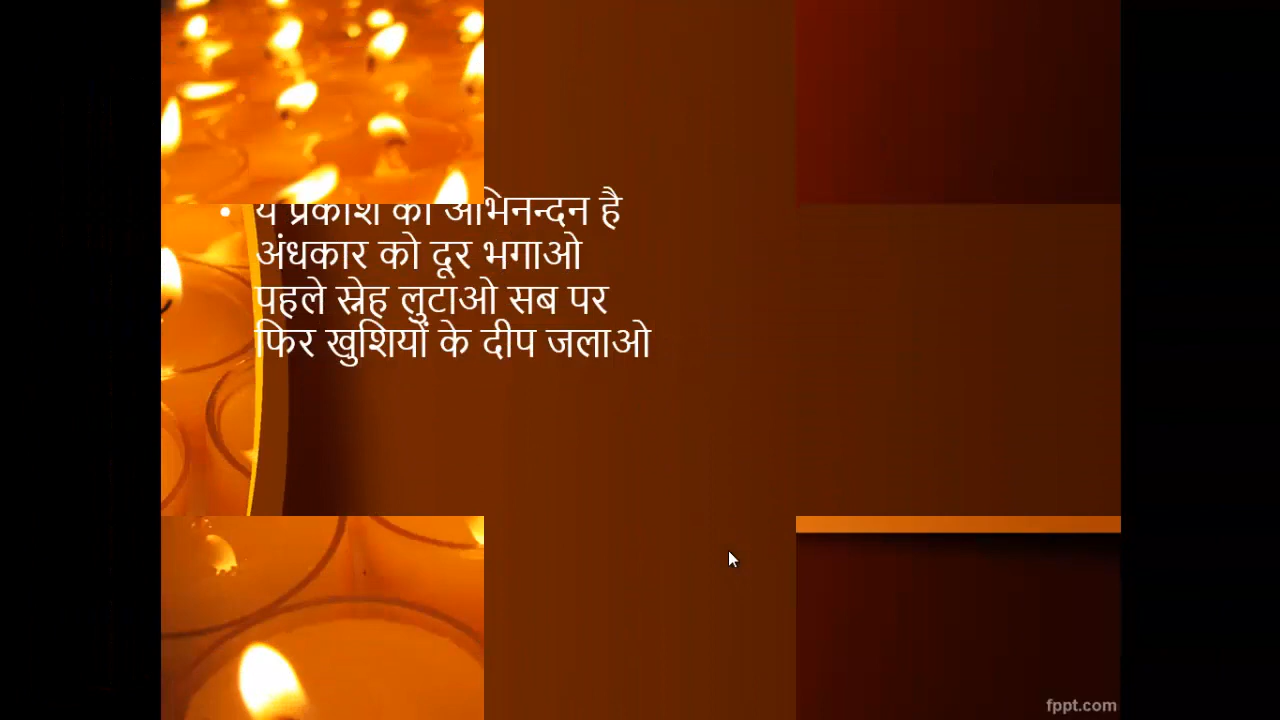 • ये प्रकाश का अभिनन्दन है
अंधकार को दूर भगाओ
पहले स्नेह लुटाओ सब पर
फिर खुशियों के दीप जलाओ
fppt.com